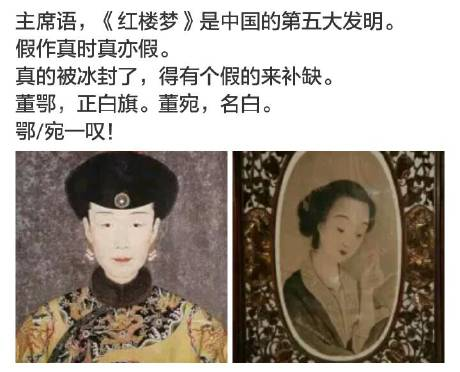 主席语，《红楼梦》是中国的第五大发明。
假作真时真亦假。
真的被冰封了，得有个假的来补缺。
董鄂，正白旗。董宛，名白。
鄂/宛一叹！